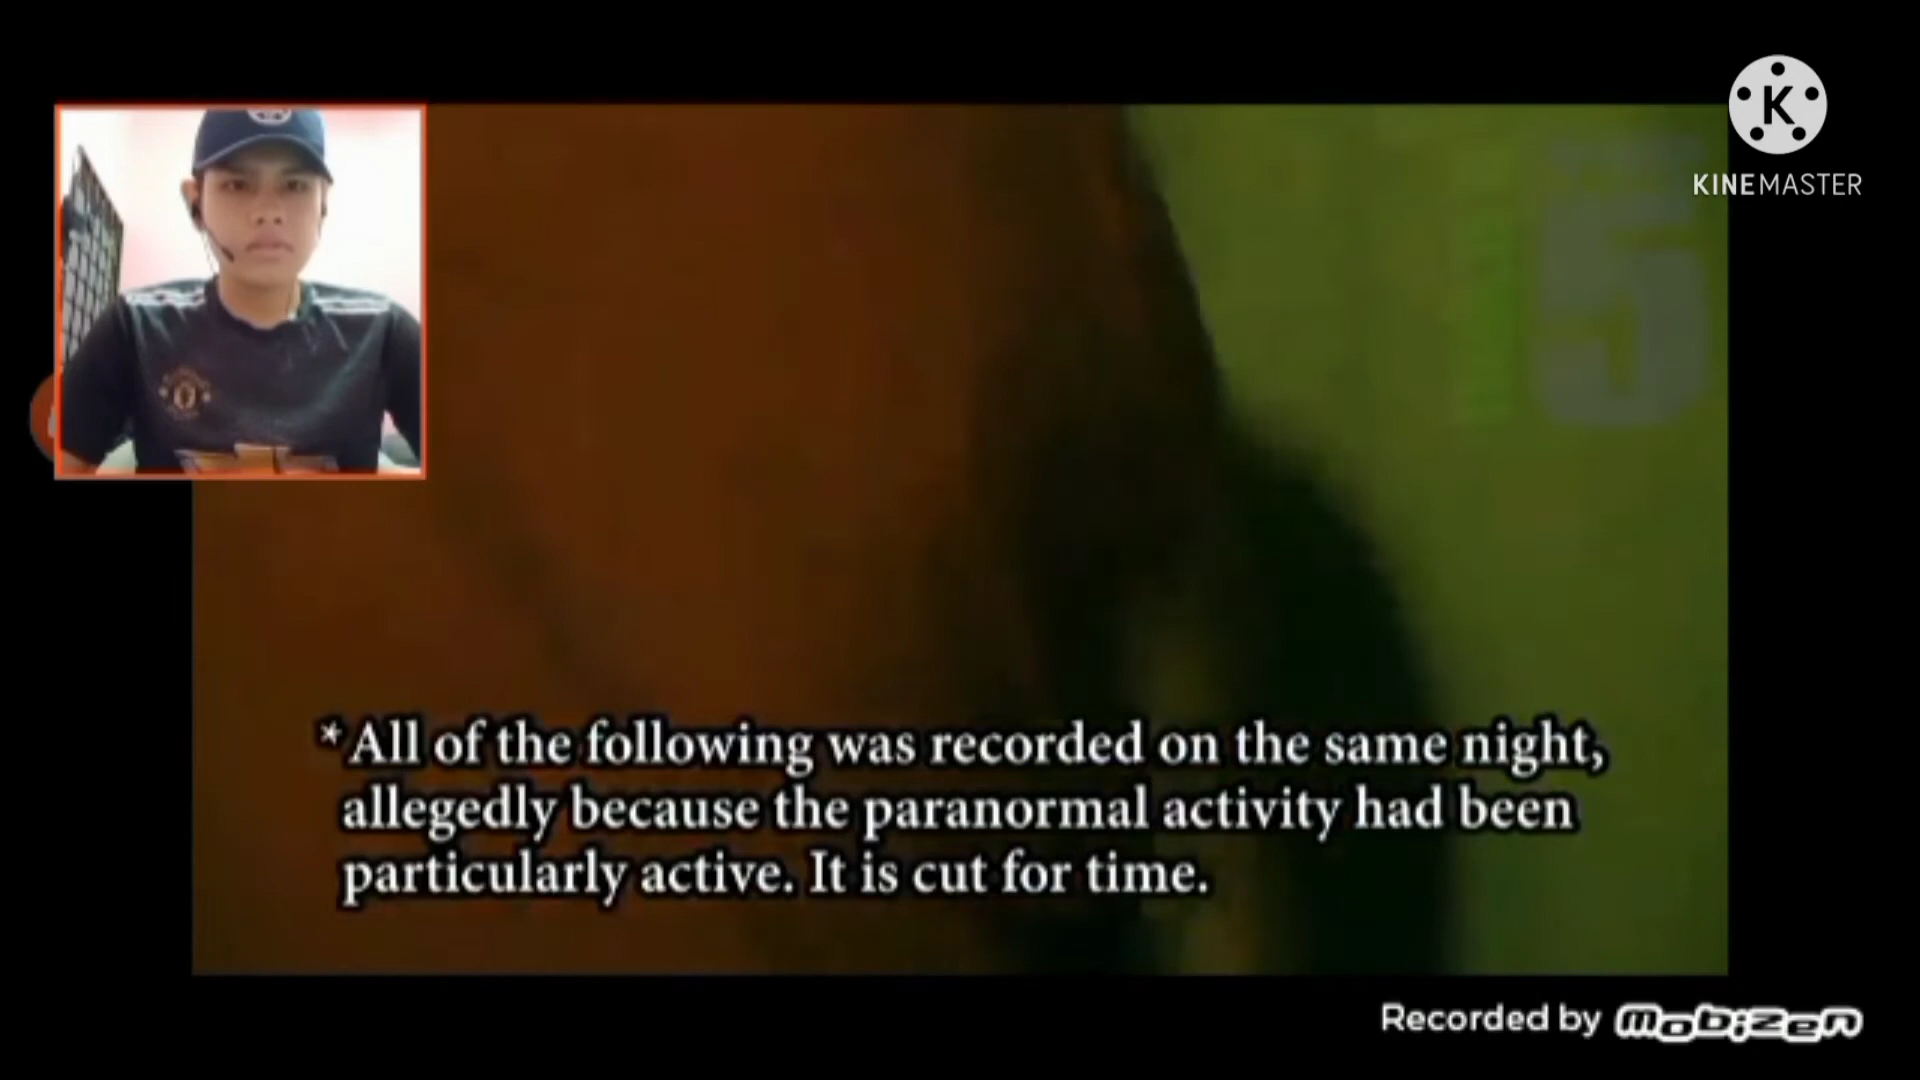 K
KINEMASTER
5
*All of the following was recorded on the same night,
allegedly because the paranormal activity had been
particularly active. It is cut for time.
Recorded by mobizen